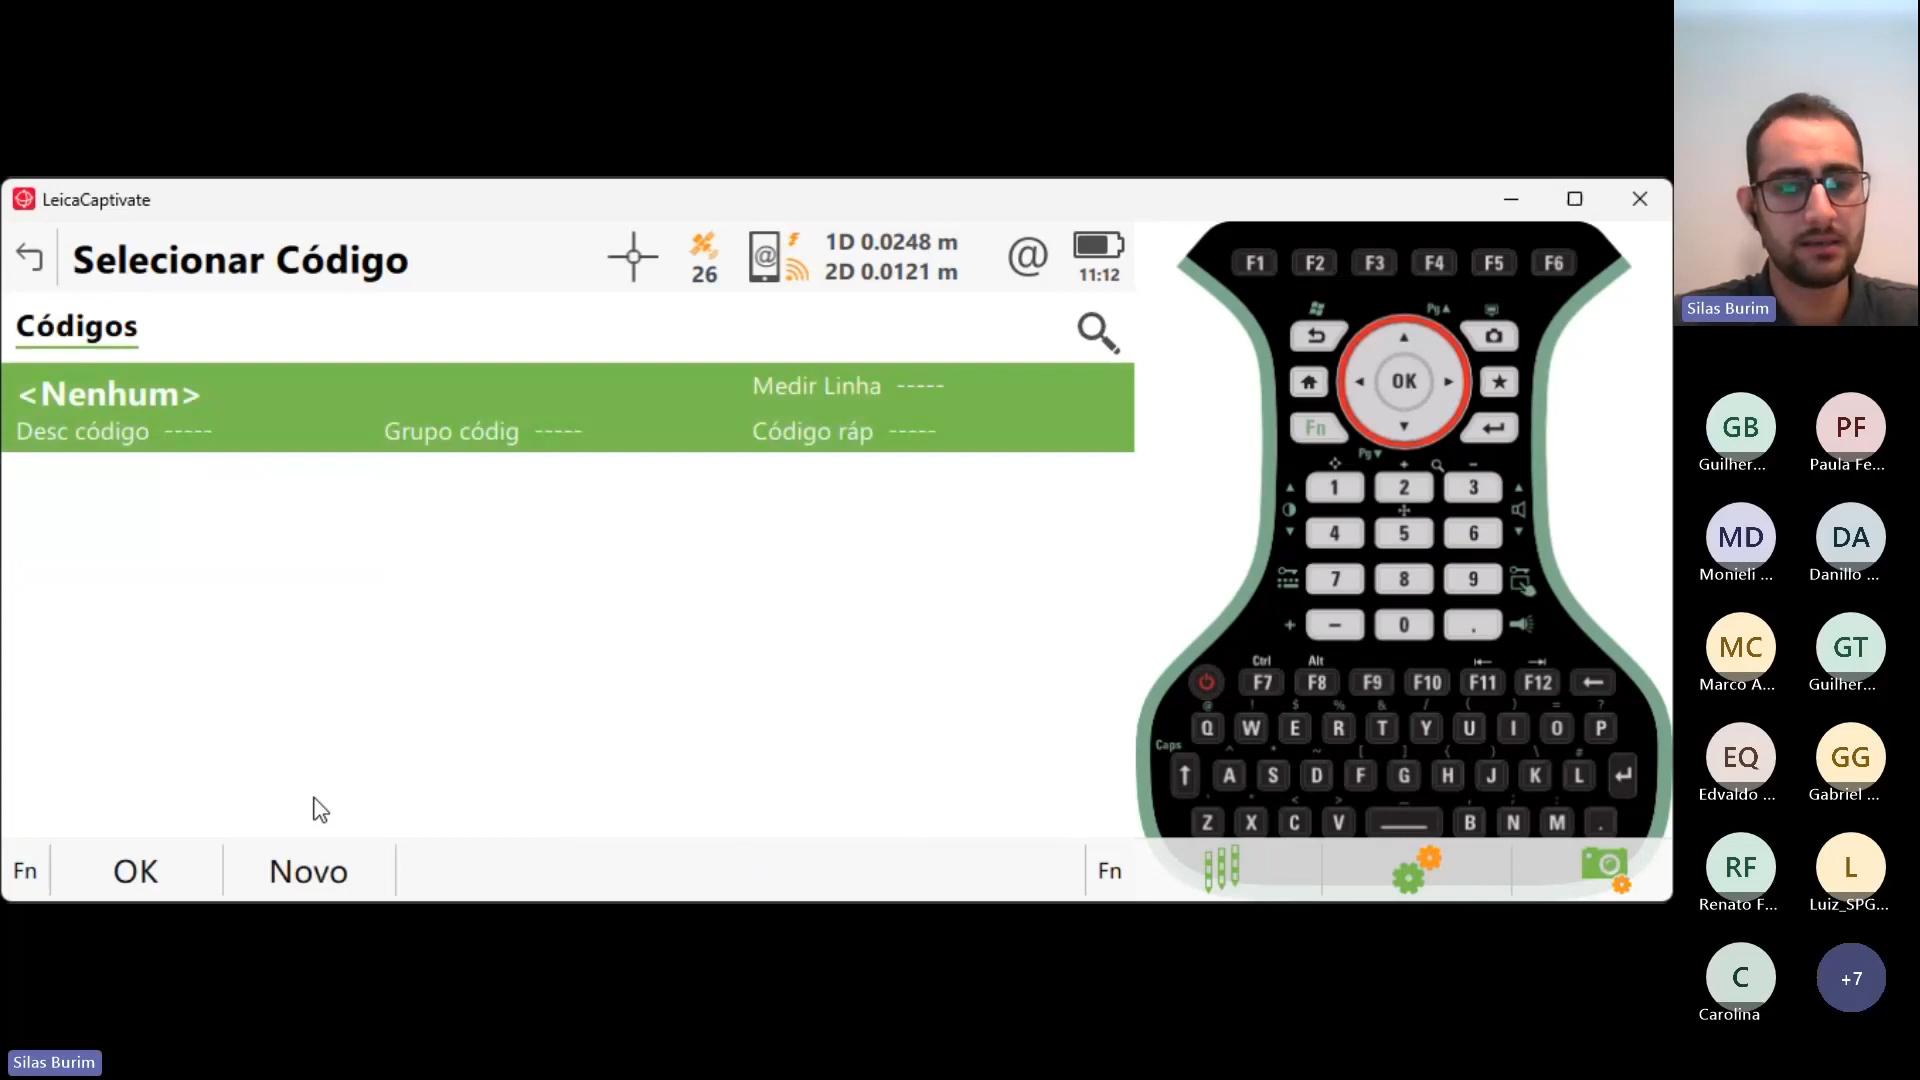 LeicaCaptivate
Selecionar Código
26
1D 0.0248 m
2D 0.0121 m
@
11:12
Códigos
<Nenhum>
Medir Linha -----
Desc código -----
Grupo códig -----
Código ráp -----
Fn
OK
Novo
Fn
F1 F2 F3 F4 F5 F6
Pg
OK
Fn
Pg
+ -
1 2 3
4 5 6
7 8 9
+ - 0 .
Ctrl Alt
F7 F8 F9 F10 F11 F12
@ ! $ % & / ( ) = ?
Q W E R T Y U I O P
Caps
^ * ~ [ ] { } \ #
A S D F G H J K L
< > _ , ; :
Z X C V B N M .
Silas Burim
GB
Guilher...
PF
Paula Fe...
MD
Monieli ...
DA
Danillo ...
MC
Marco A...
GT
Guilher...
EQ
Edvaldo ...
GG
Gabriel ...
RF
Renato F...
L
Luiz_SPG...
C
Carolina
+7
Silas Burim